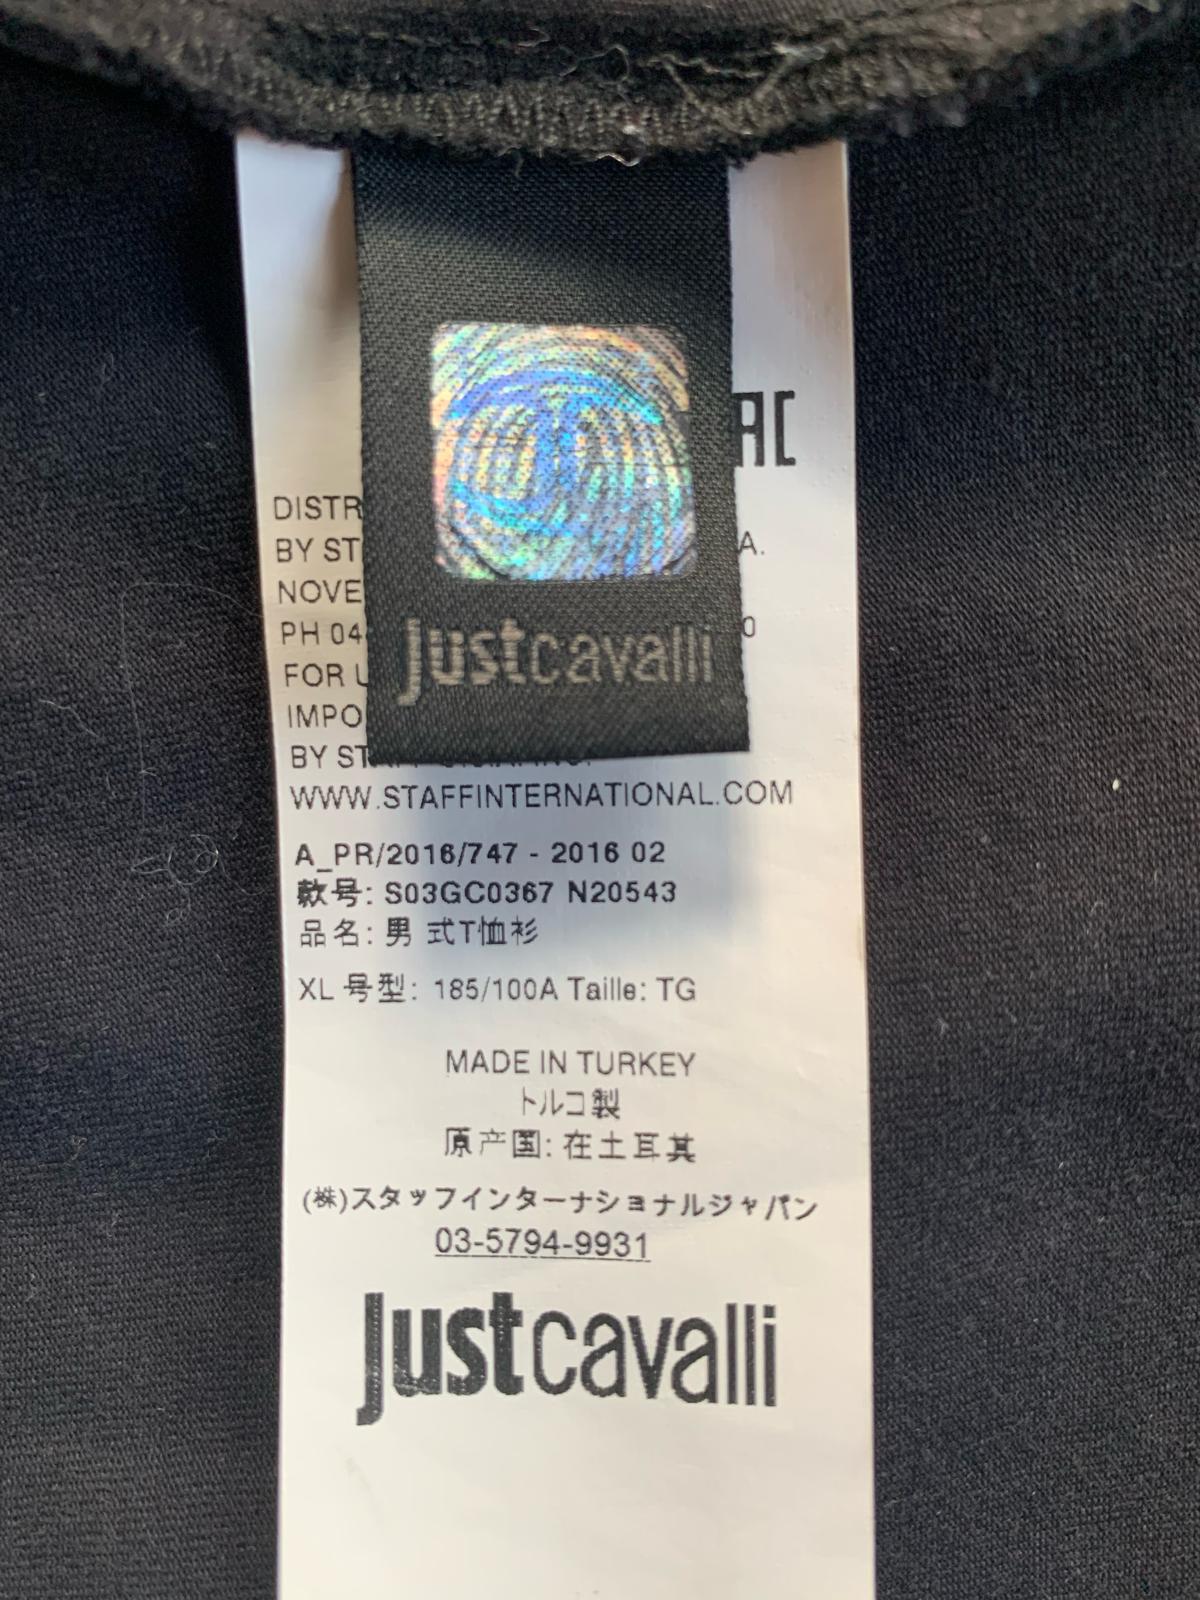 AC
DISTR
BY ST A.
NOVE
PH 04 0
FOR U
IMPO
BY
WWW.STAFFINTERNATIONAL.COM
justcavalli
A_PR/2016/747 - 2016 02
款号: S03GC0367 N20543
品名: 男 式T恤衫
XL 号型: 185/100A Taille: TG
MADE IN TURKEY
トルコ製
原产国: 在土耳其
(株)スタッフインターナショナルジャパン
03-5794-9931
justcavalli